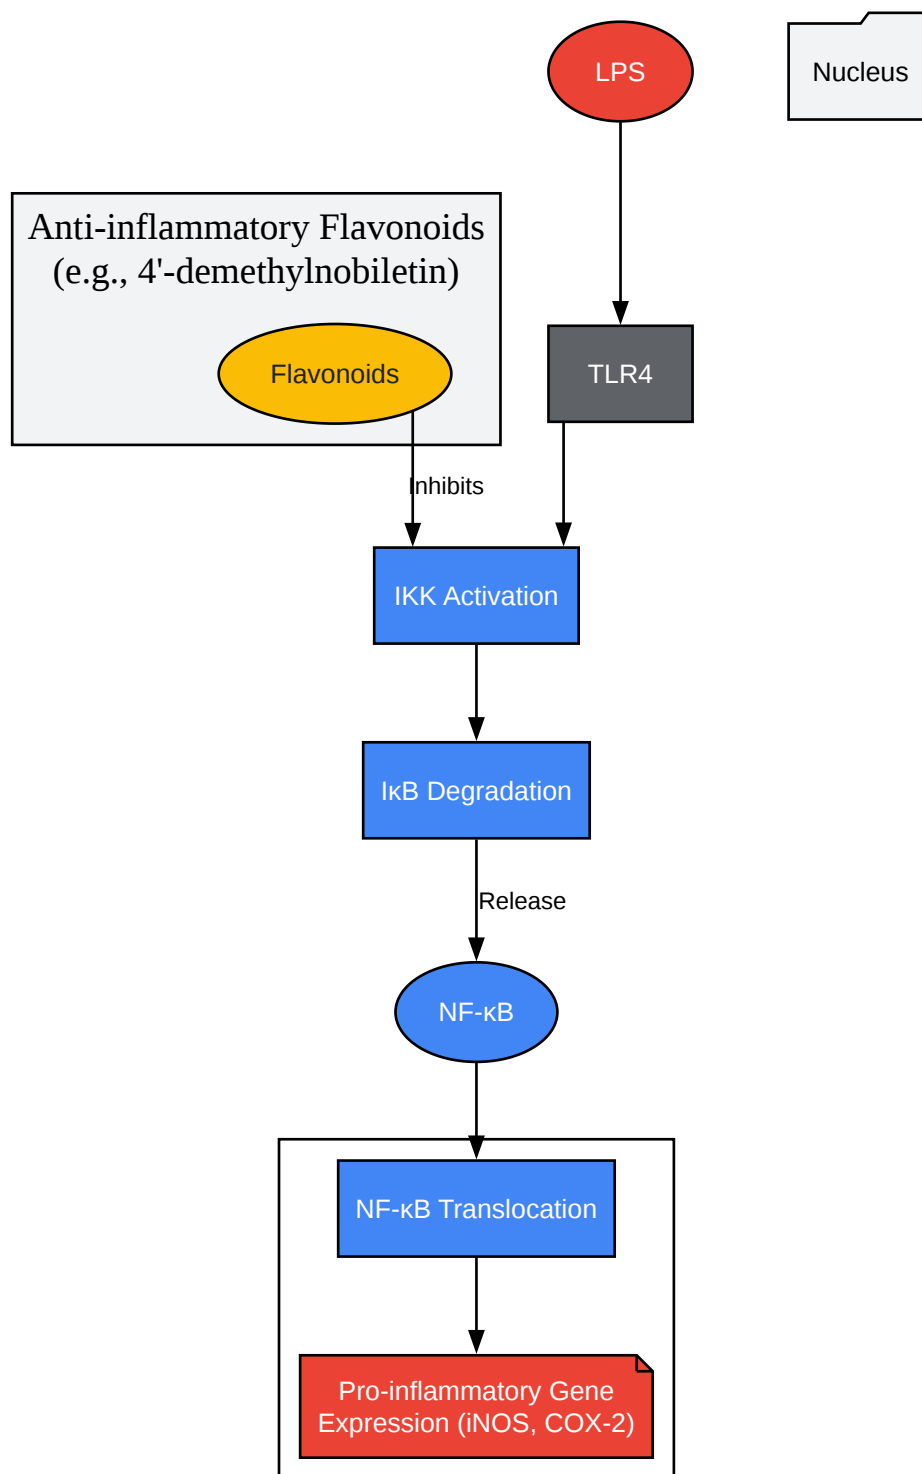 LPS
Nucleus
Anti-inflammatory Flavonoids
(e.g., 4'-demethylnobiletin)
Flavonoids
TLR4
Inhibits
IKK Activation
IκB Degradation
Release
NF-κB
NF-κB Translocation
Pro-inflammatory Gene
Expression (iNOS, COX-2)